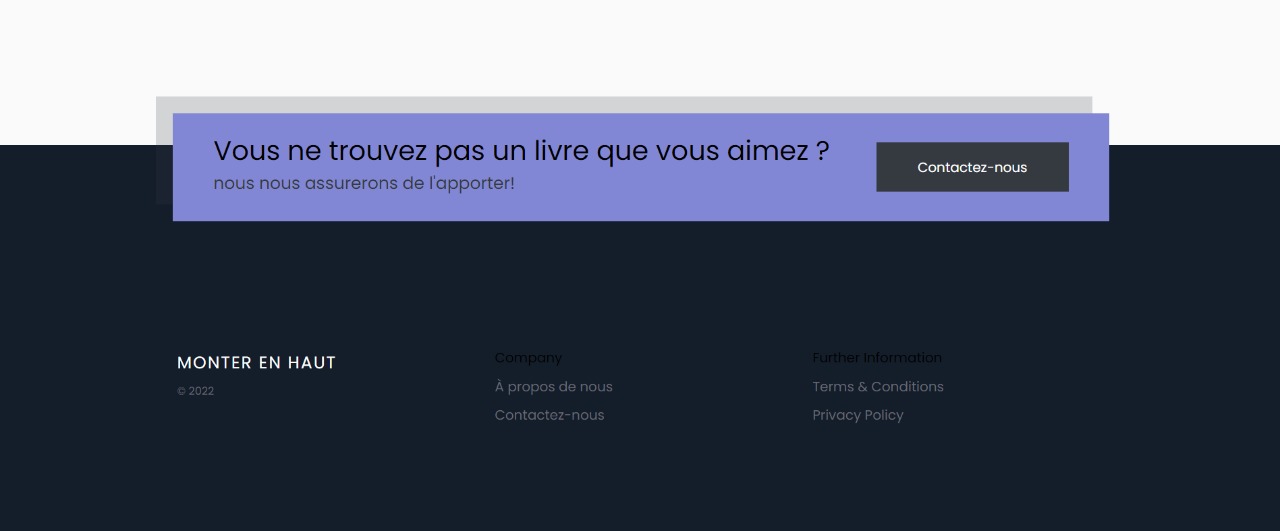 Vous ne trouvez pas un livre que vous aimez ?
nous nous assurerons de l'apporter!
Contactez-nous
MONTER EN HAUT
© 2022
Company
À propos de nous
Contactez-nous
Further Information
Terms & Conditions
Privacy Policy